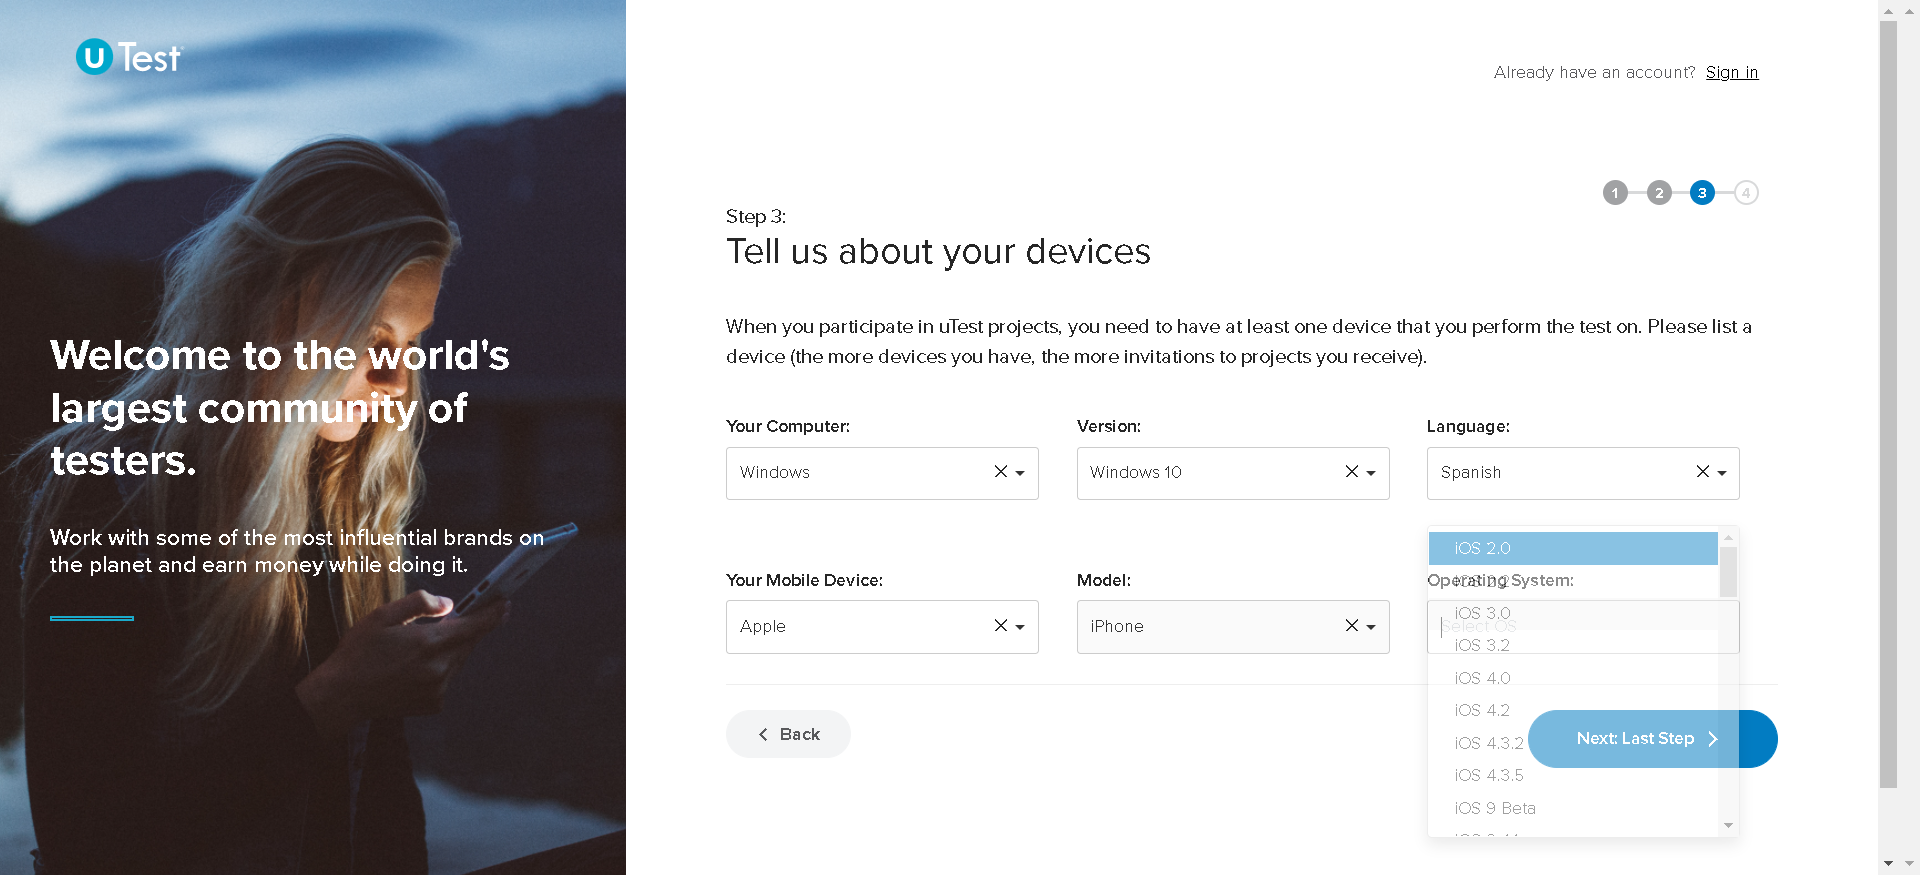 U Test
Already have an account? Sign in
1 2 3 4
Step 3:
Tell us about your devices
When you participate in uTest projects, you need to have at least one device that you perform the test on. Please list a
device (the more devices you have, the more invitations to projects you receive).
Welcome to the world's
largest community of
testers.
Work with some of the most influential brands on
the planet and earn money while doing it.
Your Computer: Version: Language:
Windows Windows 10 Spanish
iOS 2.0
Your Mobile Device: Model: Operating System:
iOS 2.2
iOS 3.0
Apple iPhone Select OS
iOS 3.2
iOS 4.0
iOS 4.2
Back Next: Last Step
iOS 4.3.2
iOS 4.3.5
iOS 9 Beta